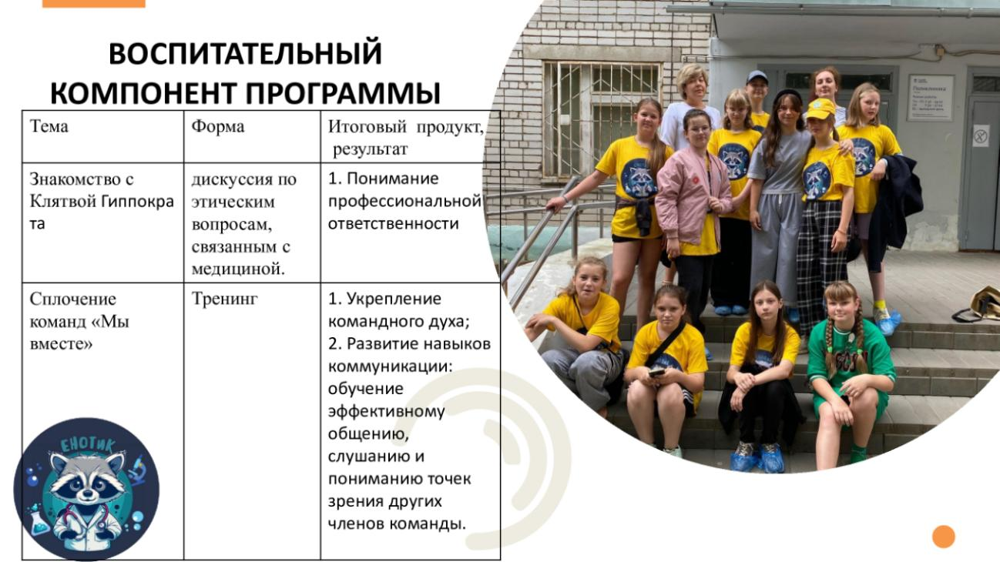 ВОСПИТАТЕЛЬНЫЙ
КОМПОНЕНТ ПРОГРАММЫ
Тема
Форма
Итоговый продукт,
результат
Знакомство с
Клятвой Гиппокра
та
дискуссия по
этическим
вопросам,
связанным с
медициной.
1. Понимание
профессиональной
ответственности
Сплочение
команд «Мы
вместе»
Тренинг
1. Укрепление
командного духа;
2. Развитие навыков
коммуникации:
обучение
эффективному
общению,
слушанию и
пониманию точек
зрения других
членов команды.
ЕНОТиК
Поликлиника